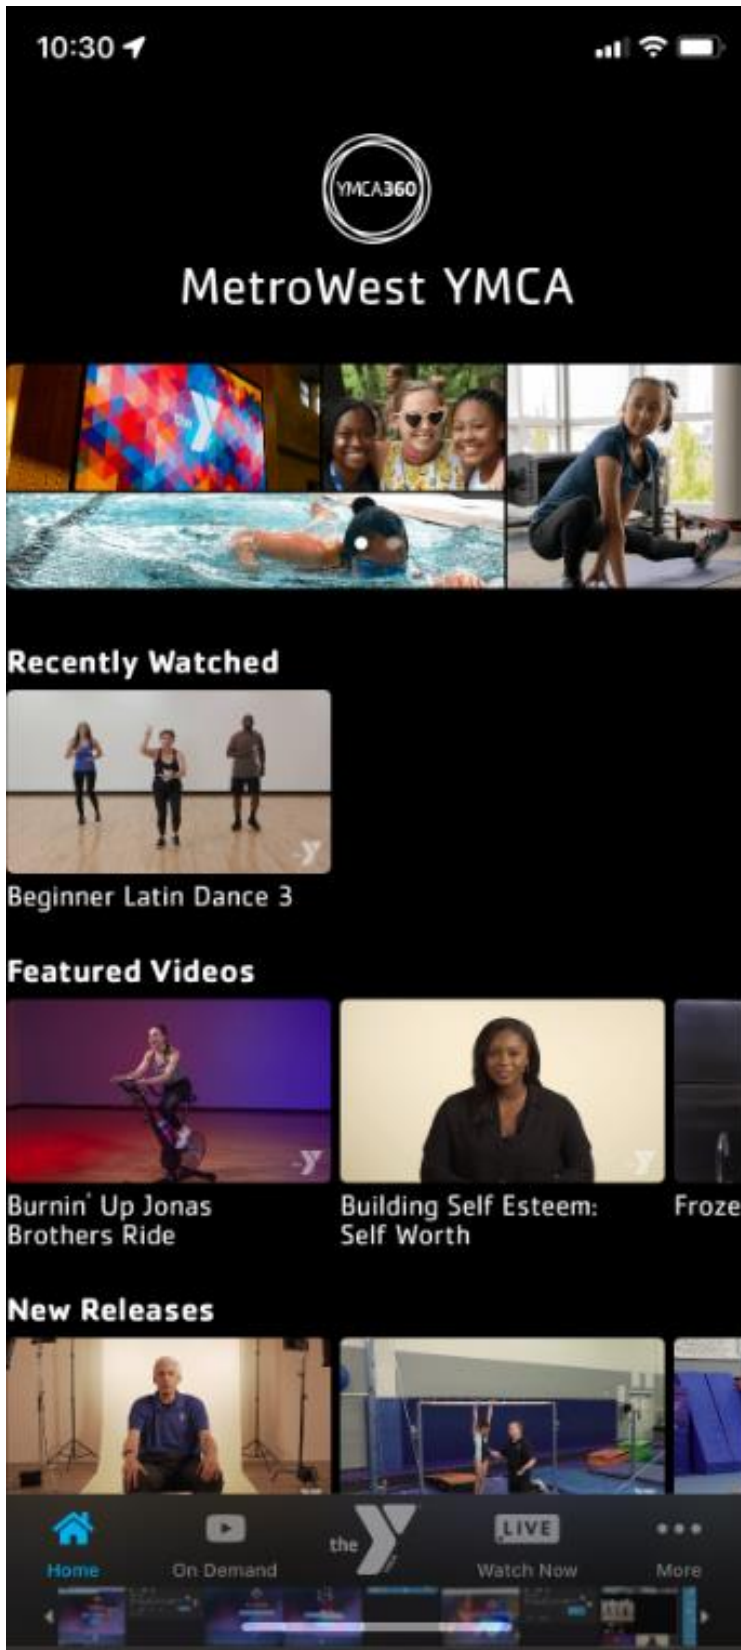 10:30
YMCA360
MetroWest YMCA
the
Recently Watched
Beginner Latin Dance 3
Featured Videos
Burnin' Up Jonas
Brothers Ride
Building Self Esteem:
Self Worth
Froze
New Releases
Home
On Demand
the
LIVE
Watch Now
More